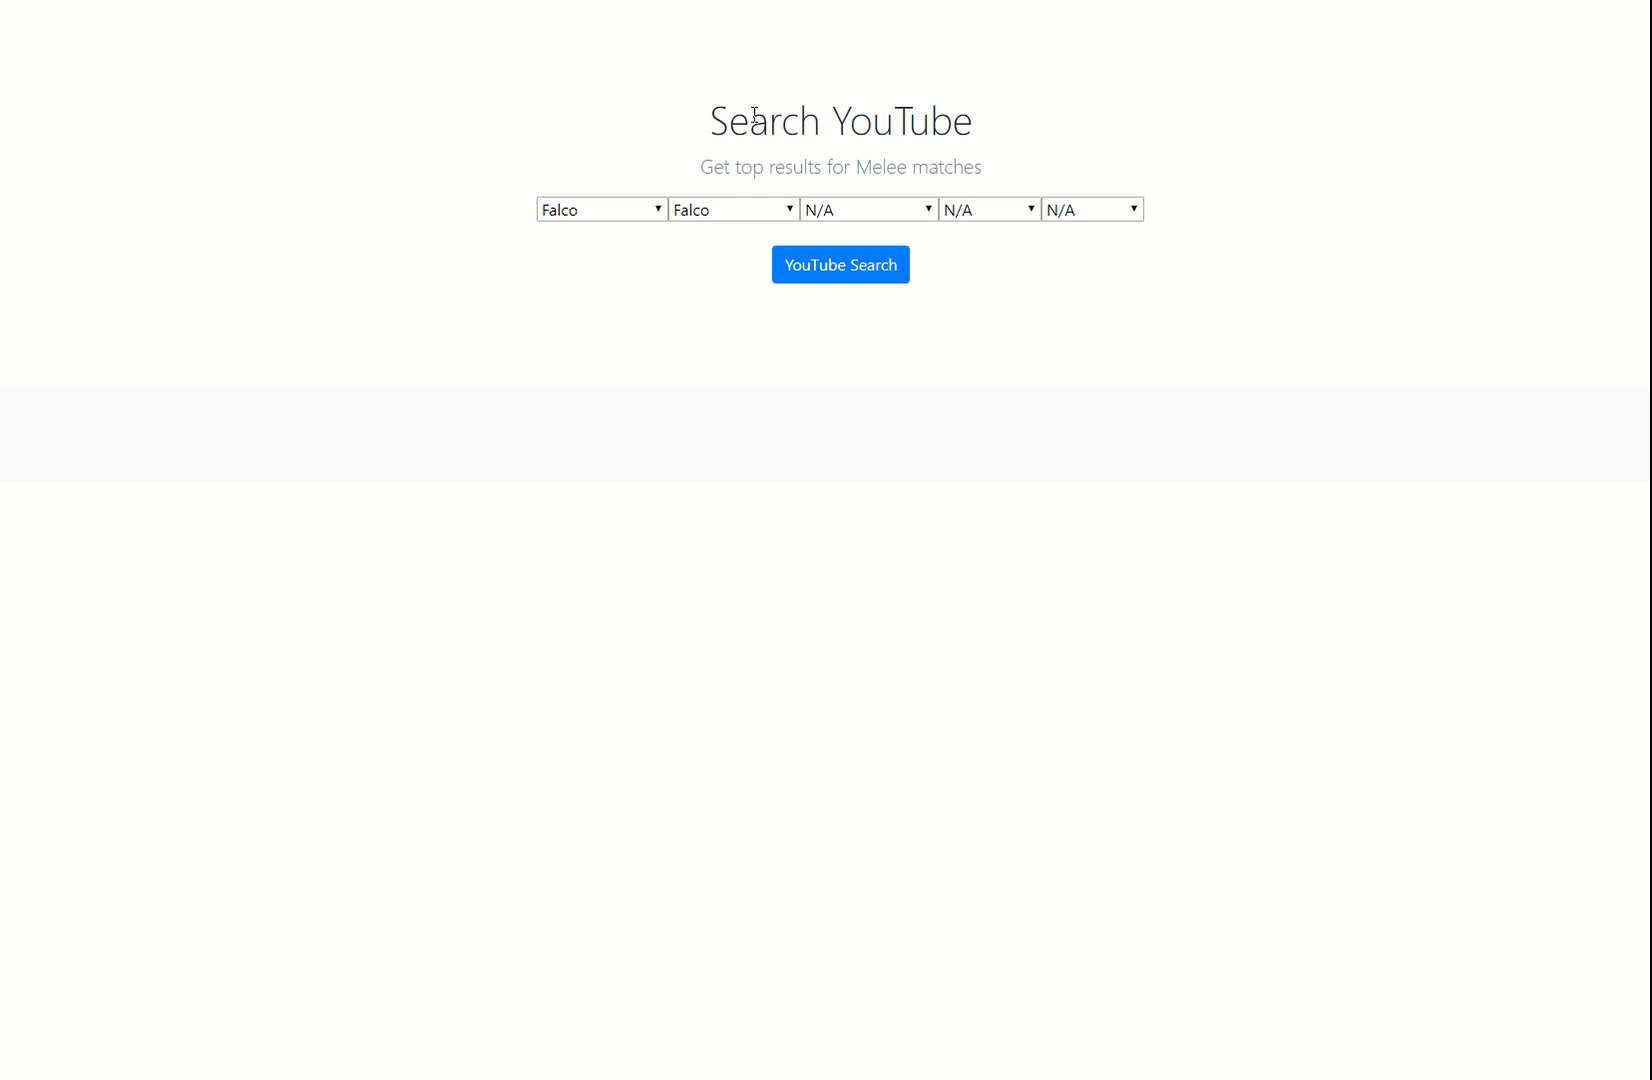 Search YouTube
Get top results for Melee matches
Falco Falco N/A N/A N/A
YouTube Search